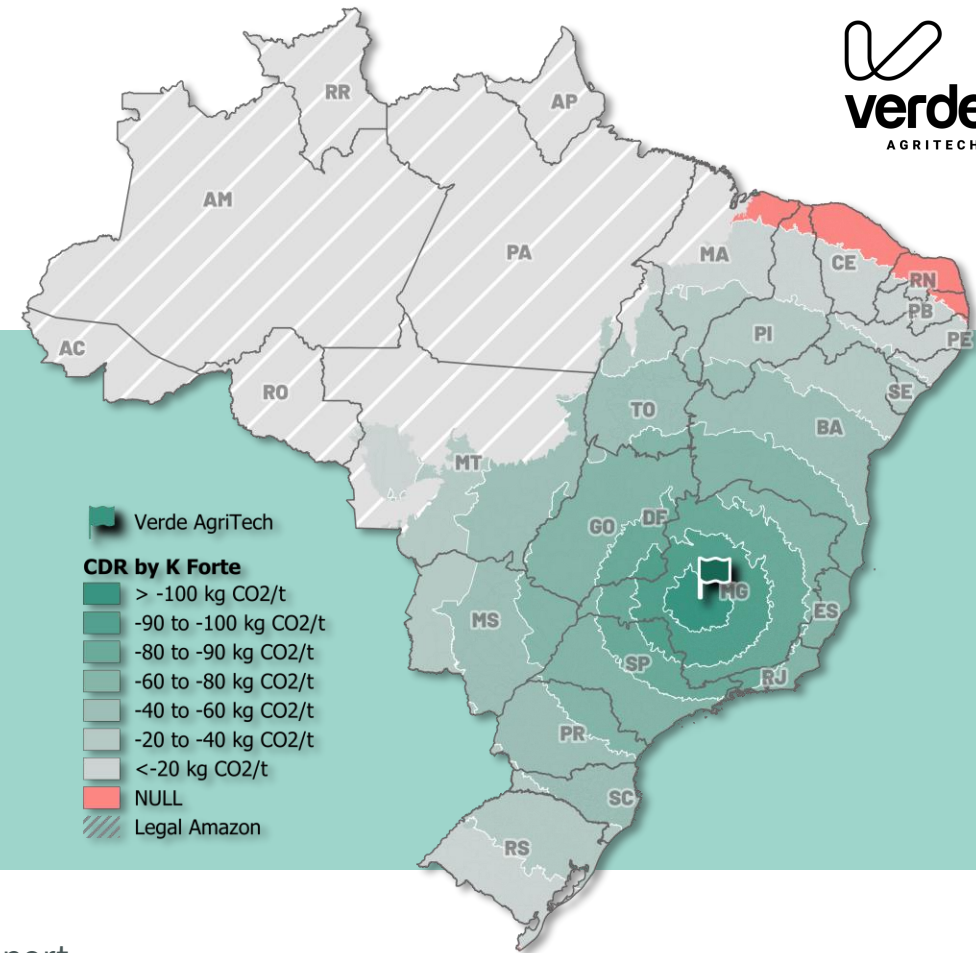 verde
AGRITECH
RR
AP
AM
PA
MA
CE
RN
PB
PE
PI
AC
RO
SE
TO
BA
MT
Verde AgriTech
GO
DF
CDR by K Forte
> -100 kg CO2/t
MG
-90 to -100 kg CO2/t
MS
ES
-80 to -90 kg CO2/t
SP
-60 to -80 kg CO2/t
RJ
-40 to -60 kg CO2/t
-20 to -40 kg CO2/t
PR
<-20 kg CO2/t
NULL
SC
Legal Amazon
RS